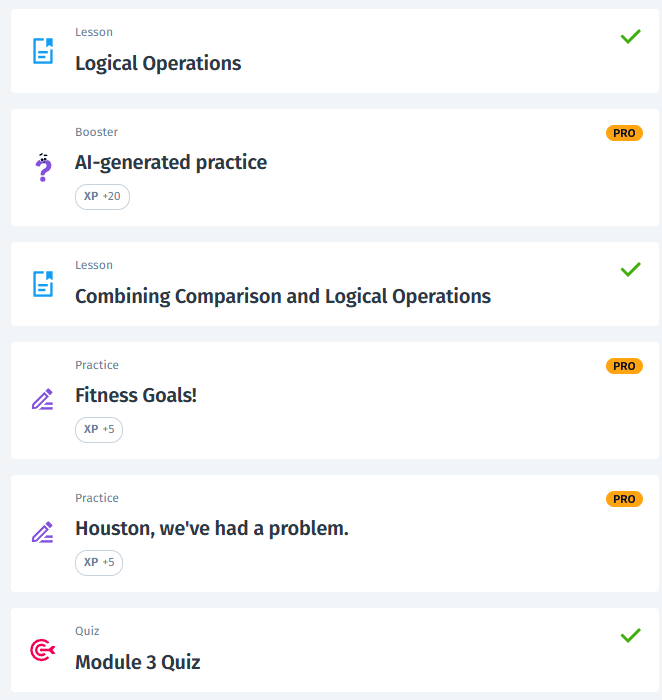 Lesson
Logical Operations
Booster
PRO
AI-generated practice
XP +20
Lesson
Combining Comparison and Logical Operations
Practice
PRO
Fitness Goals!
XP +5
Practice
PRO
Houston, we've had a problem.
XP +5
Quiz
Module 3 Quiz